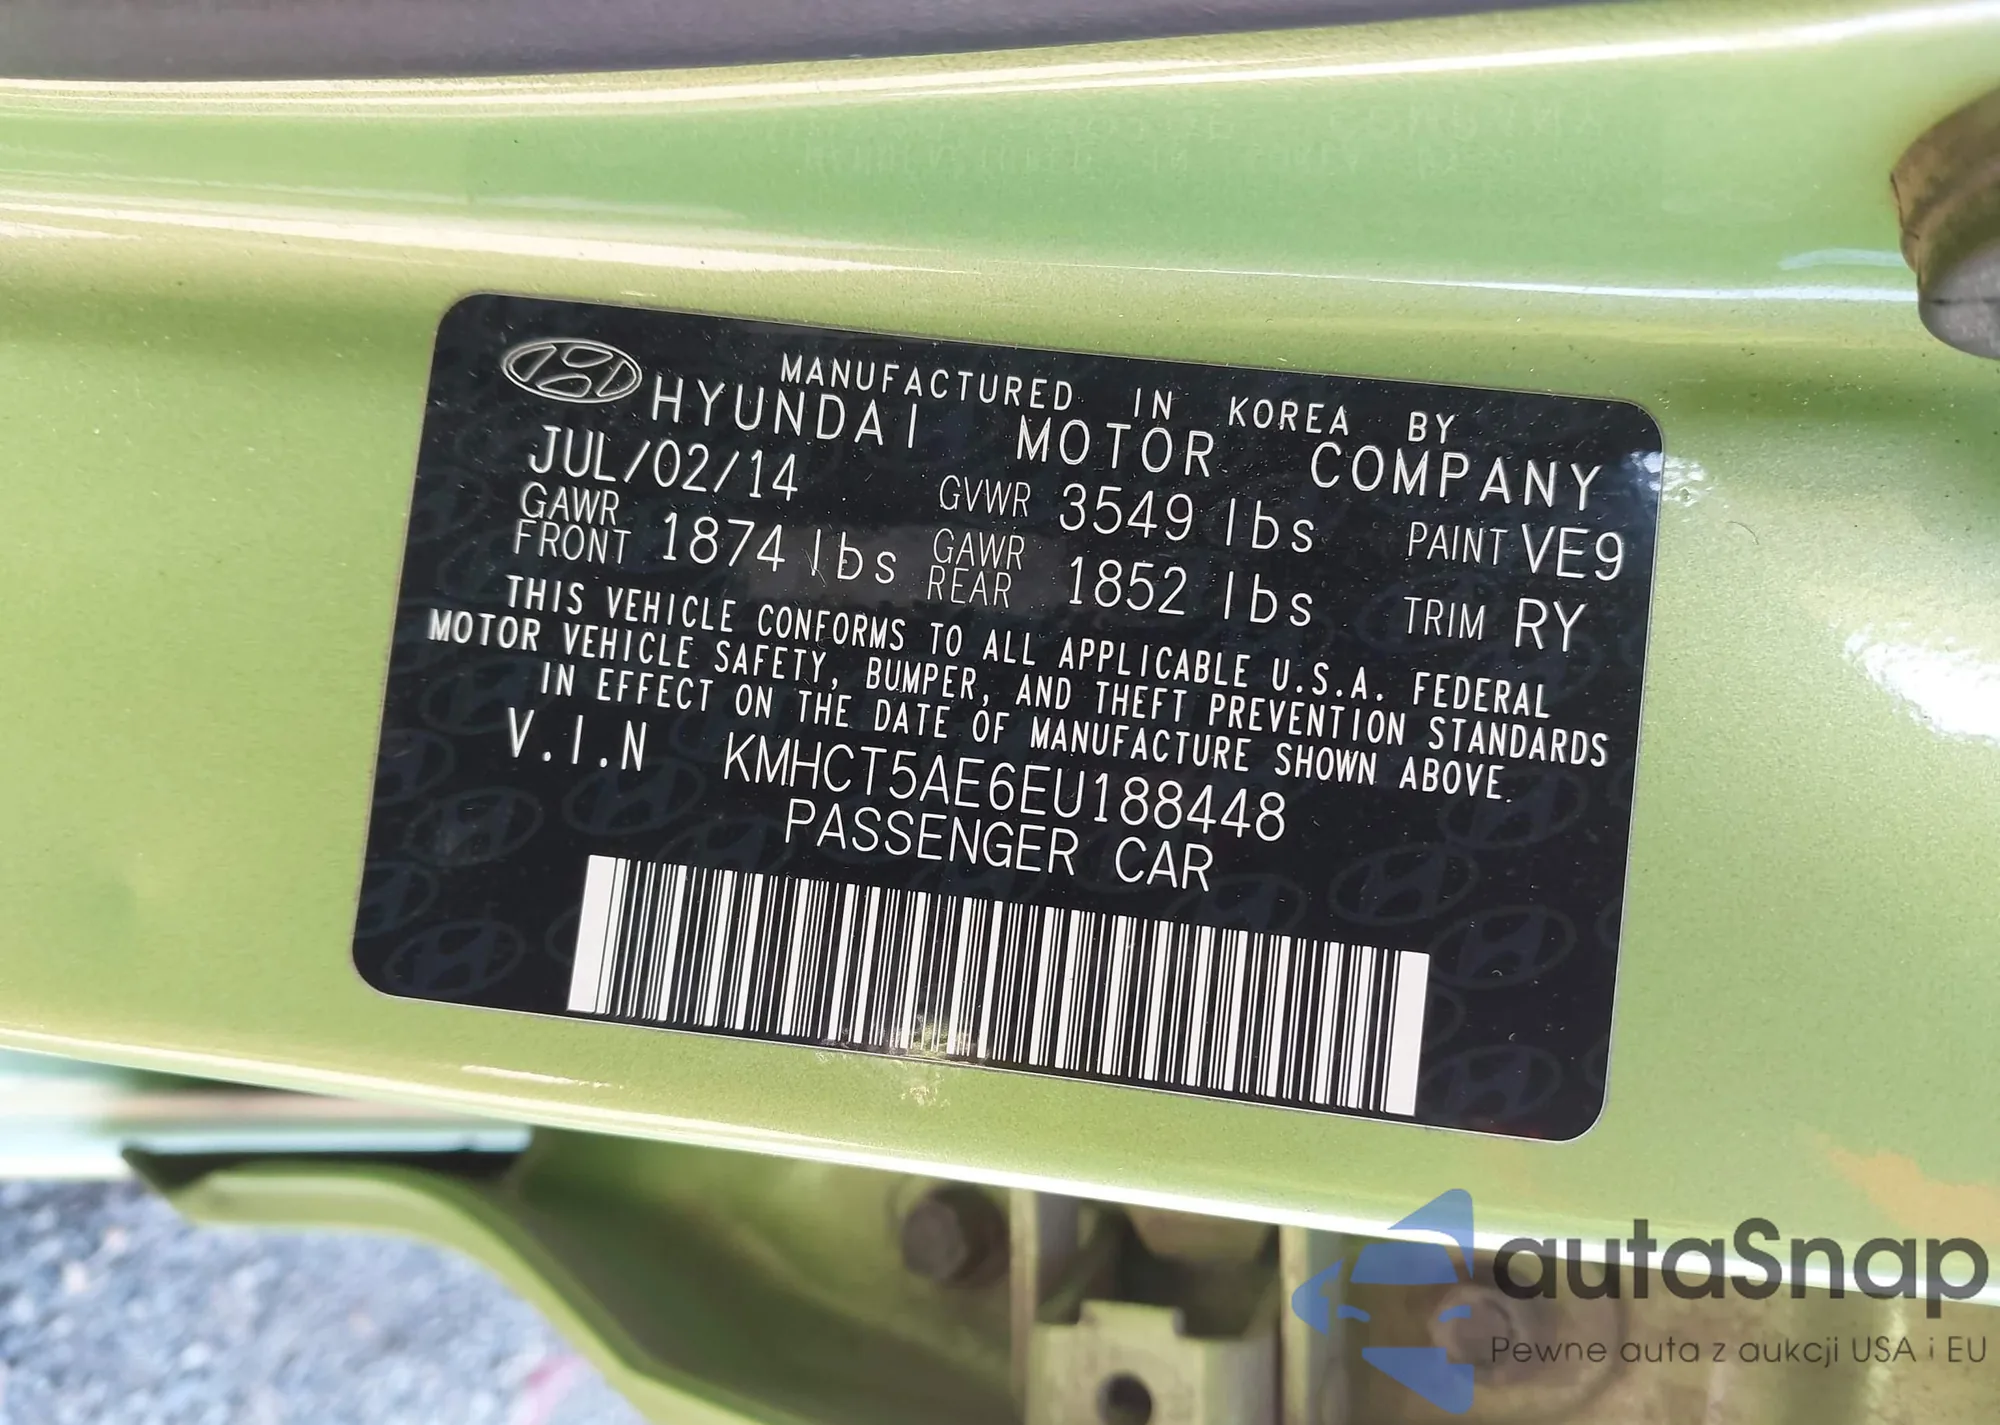 MANUFACTURED IN KOREA BY
HYUNDAI MOTOR COMPANY
JUL/02/14 GVWR 3549 lbs PAINT VE9
GAWR FRONT 1874 lbs GAWR REAR 1852 lbs TRIM RY
THIS VEHICLE CONFORMS TO ALL APPLICABLE U.S.A. FEDERAL
MOTOR VEHICLE SAFETY, BUMPER, AND THEFT PREVENTION STANDARDS
IN EFFECT ON THE DATE OF MANUFACTURE SHOWN ABOVE.
V.I.N KMHCT5AE6EU188448
PASSENGER CAR
autaSnap
Pewne auta z aukcji USA i EU